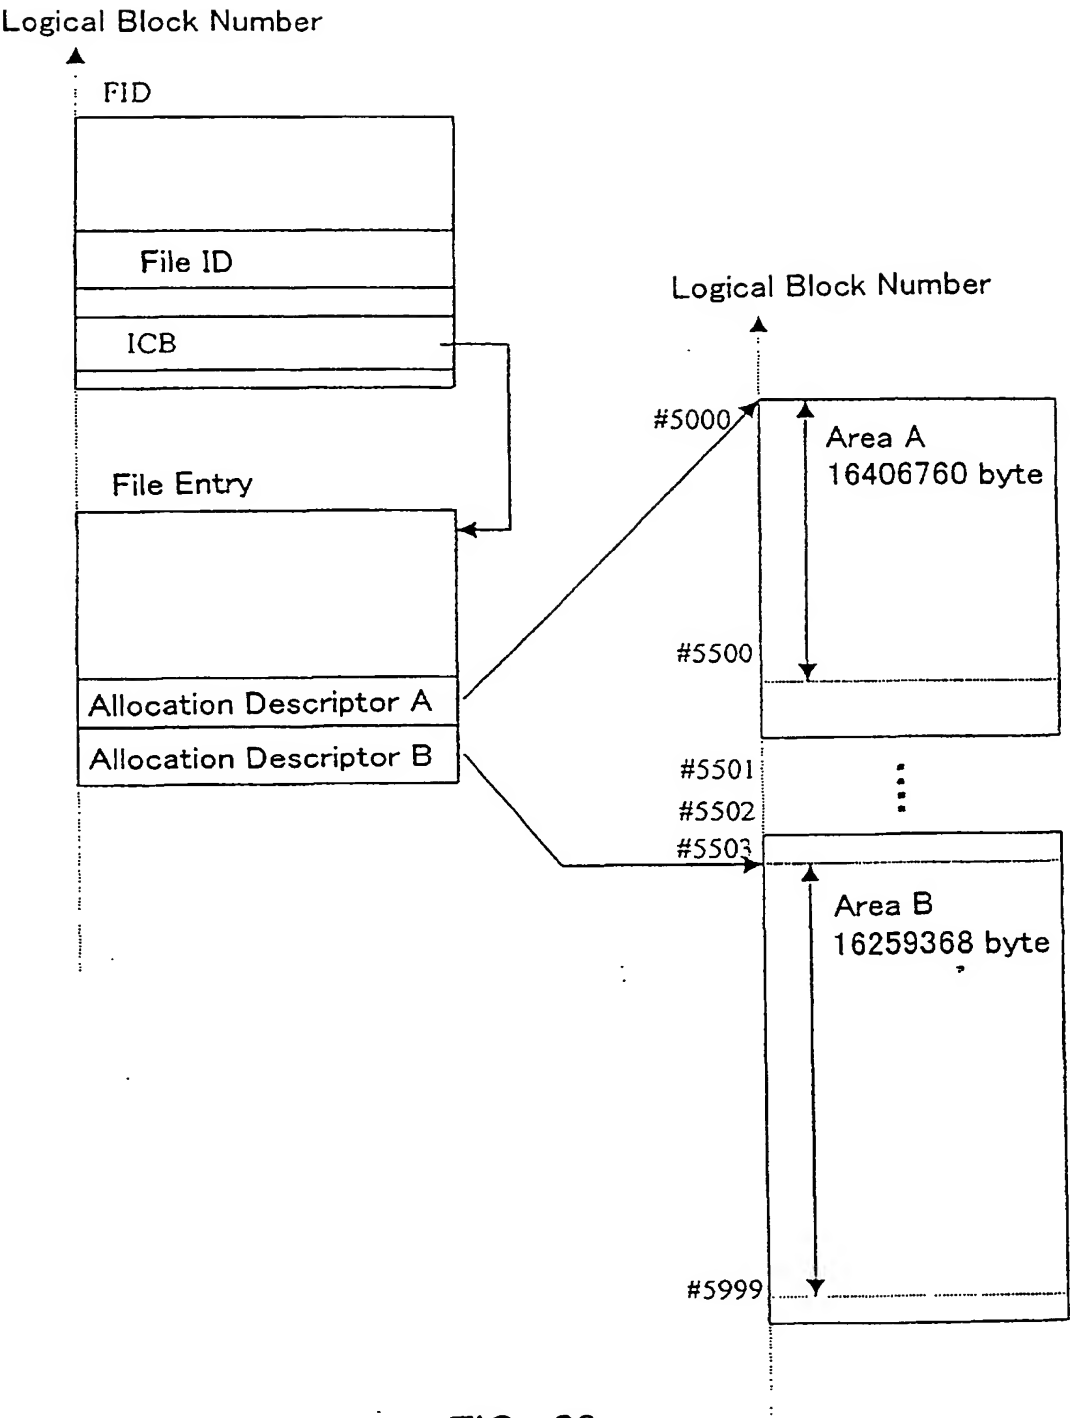 Logical Block Number
FID
File ID
ICB
File Entry
Allocation Descriptor A
Allocation Descriptor B
Logical Block Number
#5000
Area A
16406760 byte
#5500
#5501
#5502
#5503
Area B
16259368 byte
#5999